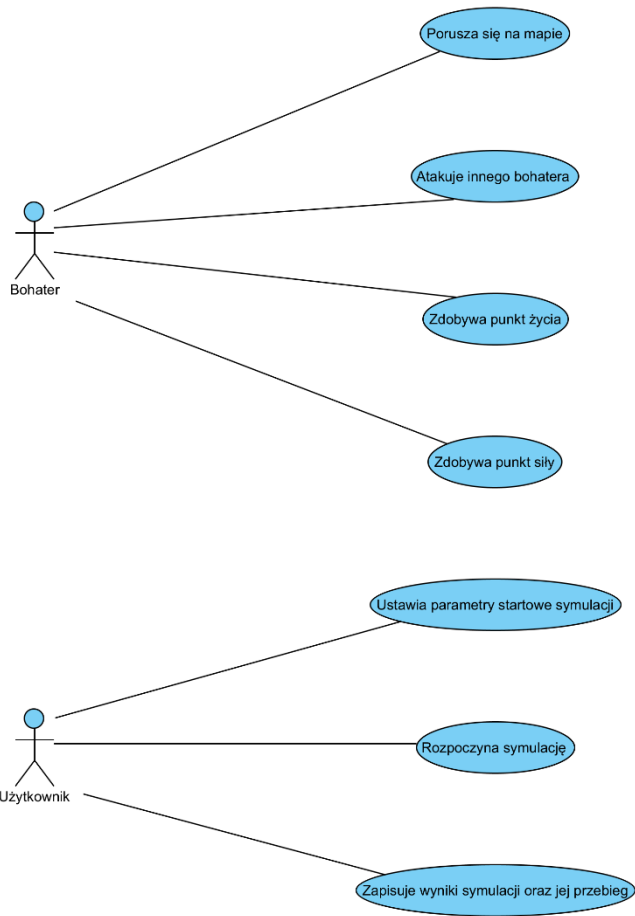 Porusza się na mapie
Atakuje innego bohatera
Bohater
Zdobywa punkt życia
Zdobywa punkt siły
Ustawia parametry startowe symulacji
Rozpoczyna symulację
Użytkownik
Zapisuje wyniki symulacji oraz jej przebieg